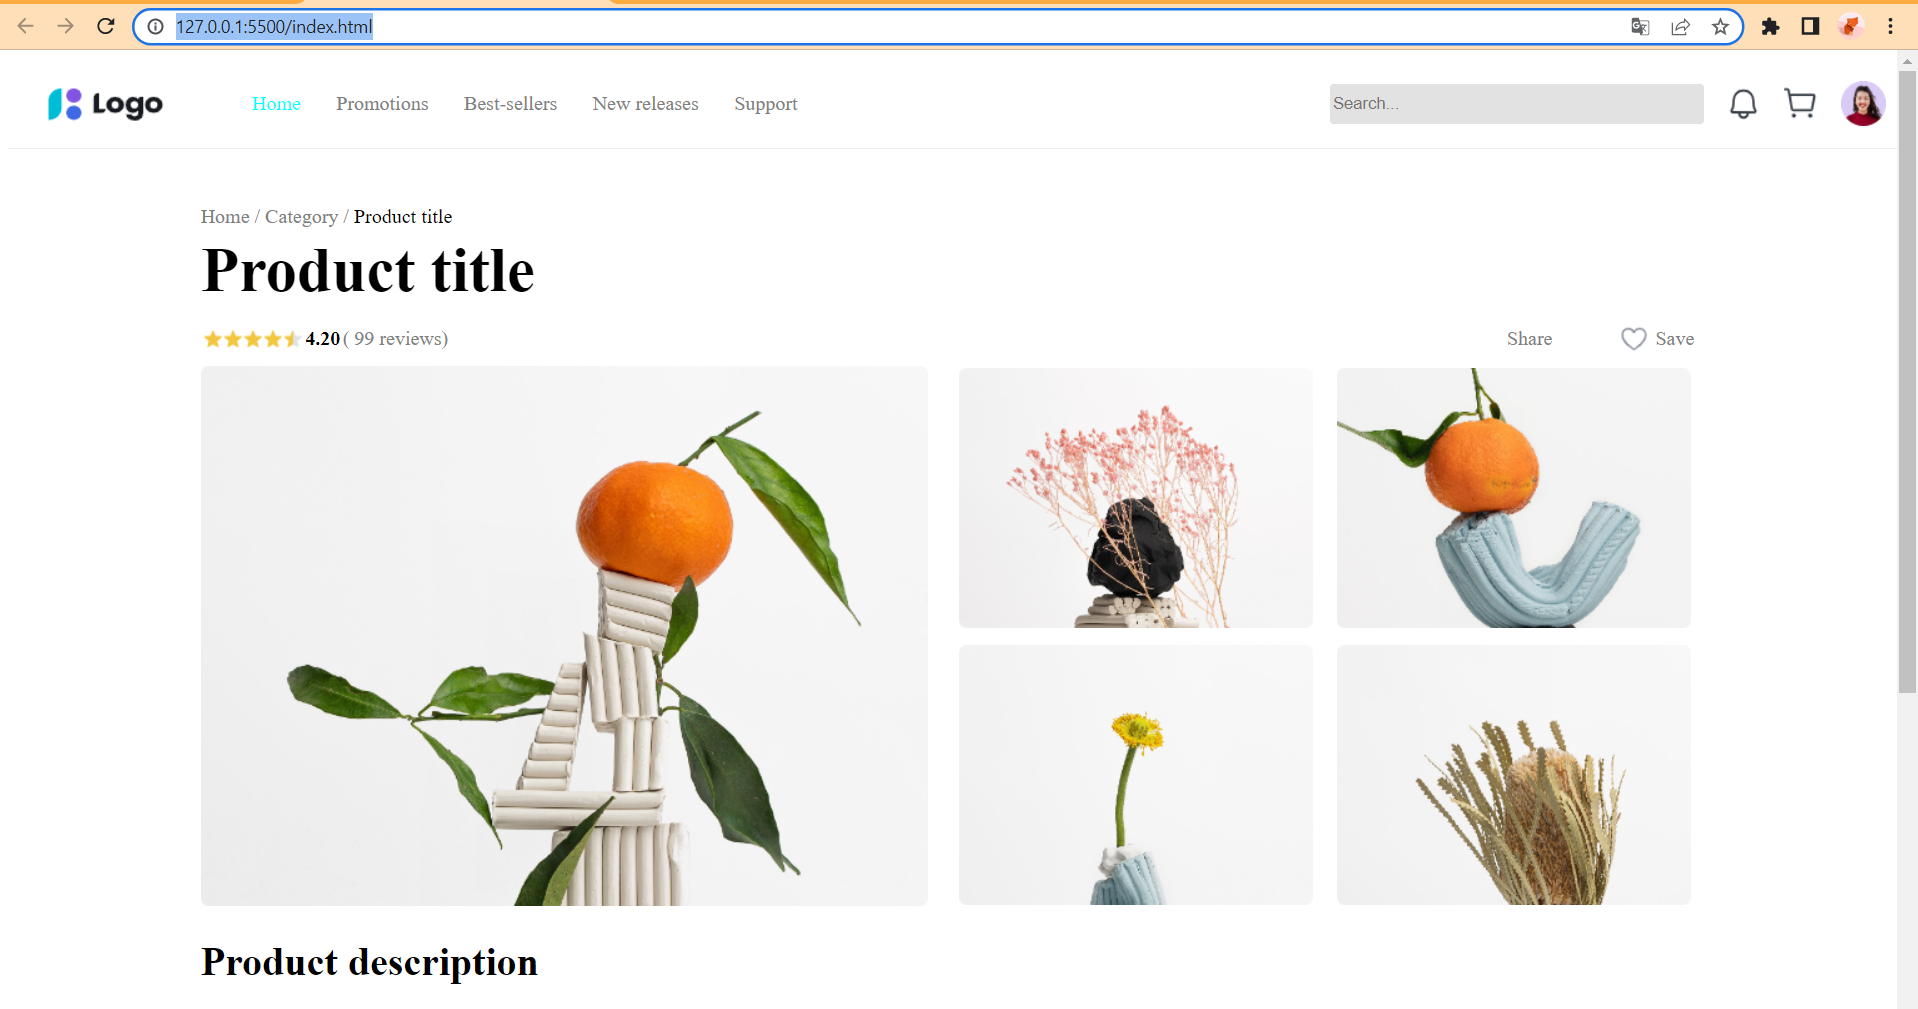 127.0.0.1:5500/index.html
Logo
Home Promotions Best-sellers New releases Support
Search...
Home / Category / Product title
Product title
4.20 ( 99 reviews)
Share Save
Product description